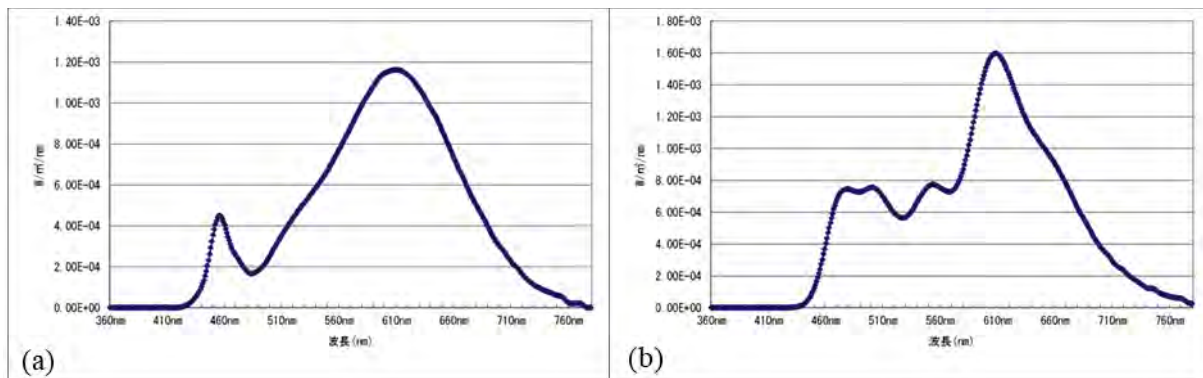 1.40E-03
1.20E-03
1.00E-03
8.00E-04
6.00E-04
4.00E-04
2.00E-04
0.00E+00
W/㎡/nm
360nm 410nm 460nm 510nm 560nm 610nm 660nm 710nm 760nm
波長(nm)
(a)
1.80E-03
1.60E-03
1.40E-03
1.20E-03
1.00E-03
8.00E-04
6.00E-04
4.00E-04
2.00E-04
0.00E+00
W/㎡/nm
360nm 410nm 460nm 510nm 560nm 610nm 660nm 710nm 760nm
波長(nm)
(b)